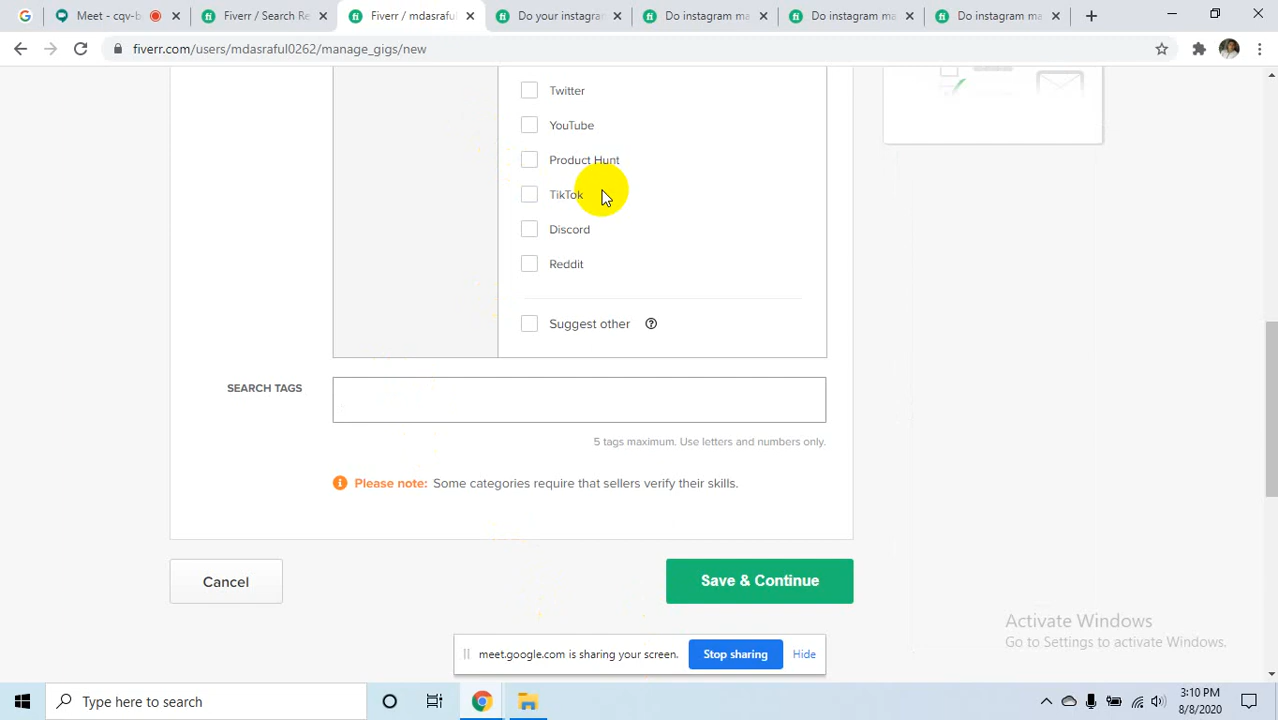 Meet - cqv-b
Fiverr / Search Re
Fiverr / mdasraful
Do your instagram
Do instagram ma
Do instagram ma
Do instagram ma
fiverr.com/users/mdasraful0262/manage_gigs/new
Twitter
YouTube
Product Hunt
TikTok
Discord
Reddit
Suggest other
SEARCH TAGS
5 tags maximum. Use letters and numbers only.
Please note: Some categories require that sellers verify their skills.
Cancel
Save & Continue
Activate Windows
Go to Settings to activate Windows.
meet.google.com is sharing your screen.
Stop sharing
Hide
Type here to search
3:10 PM
8/8/2020